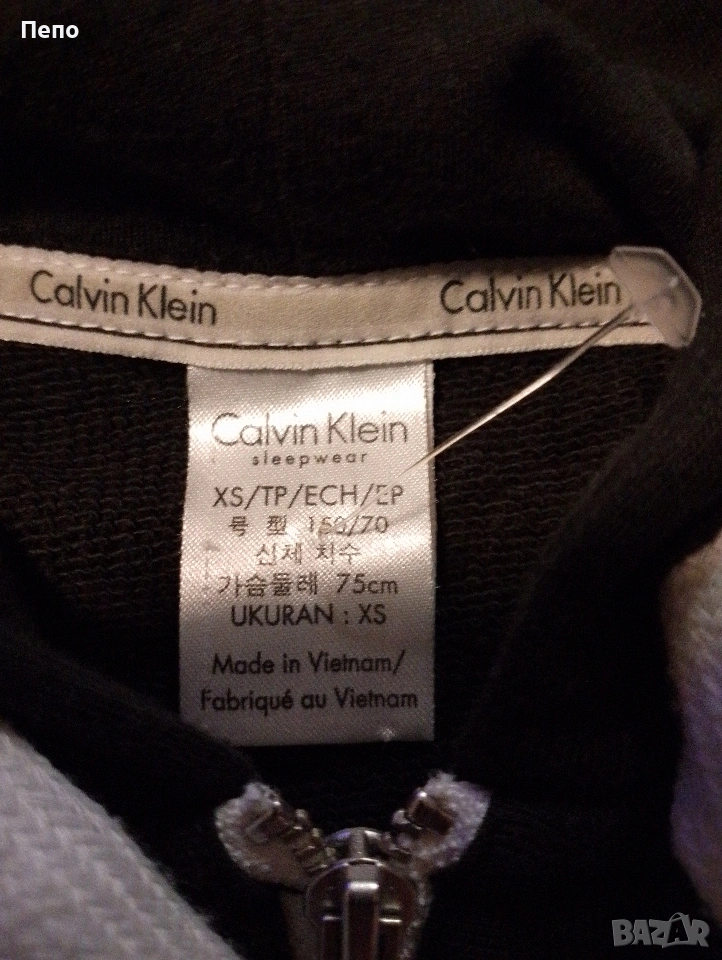 Пепо
Calvin Klein
Calvin Klein
Calvin Klein
sleepwear
XS/TP/ECH/EP
号 型 150/70
신체 치수
가슴둘레 75cm
UKURAN : XS
Made in Vietnam/
Fabriqué au Vietnam
BAZAR